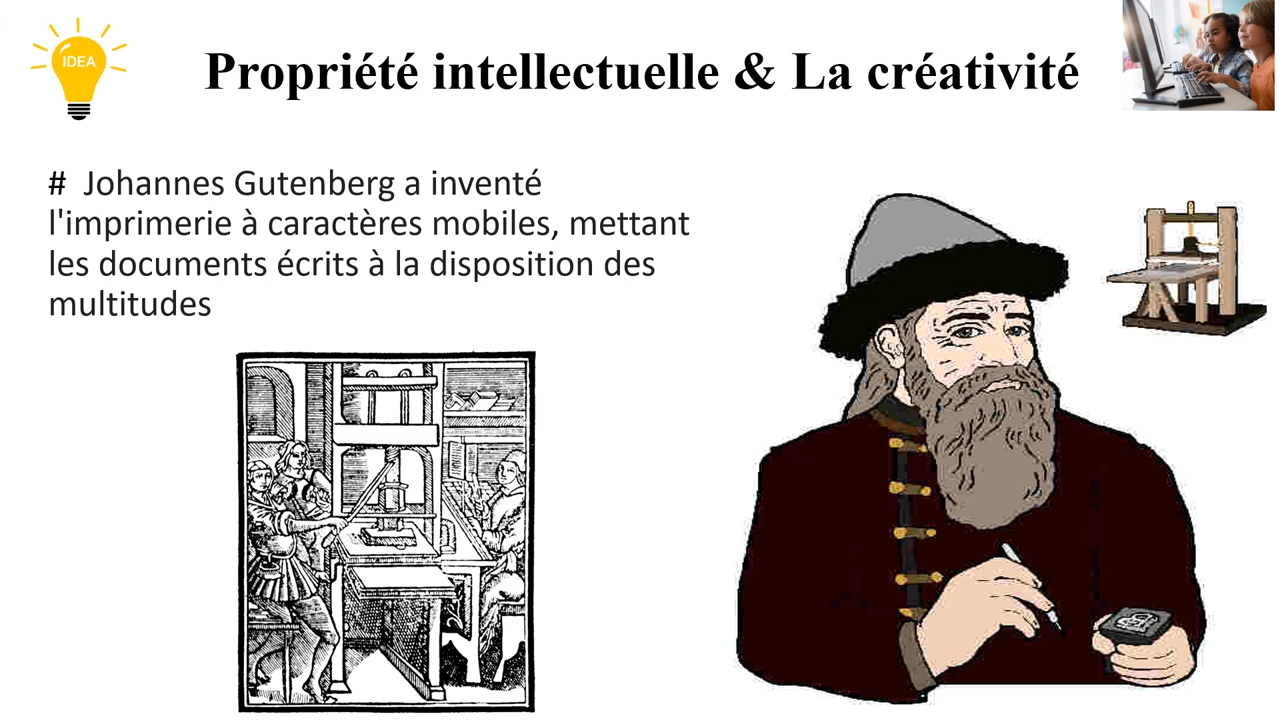 IDEA
Propriété intellectuelle & La créativité
# Johannes Gutenberg a inventé
l'imprimerie à caractères mobiles, mettant
les documents écrits à la disposition des
multitudes